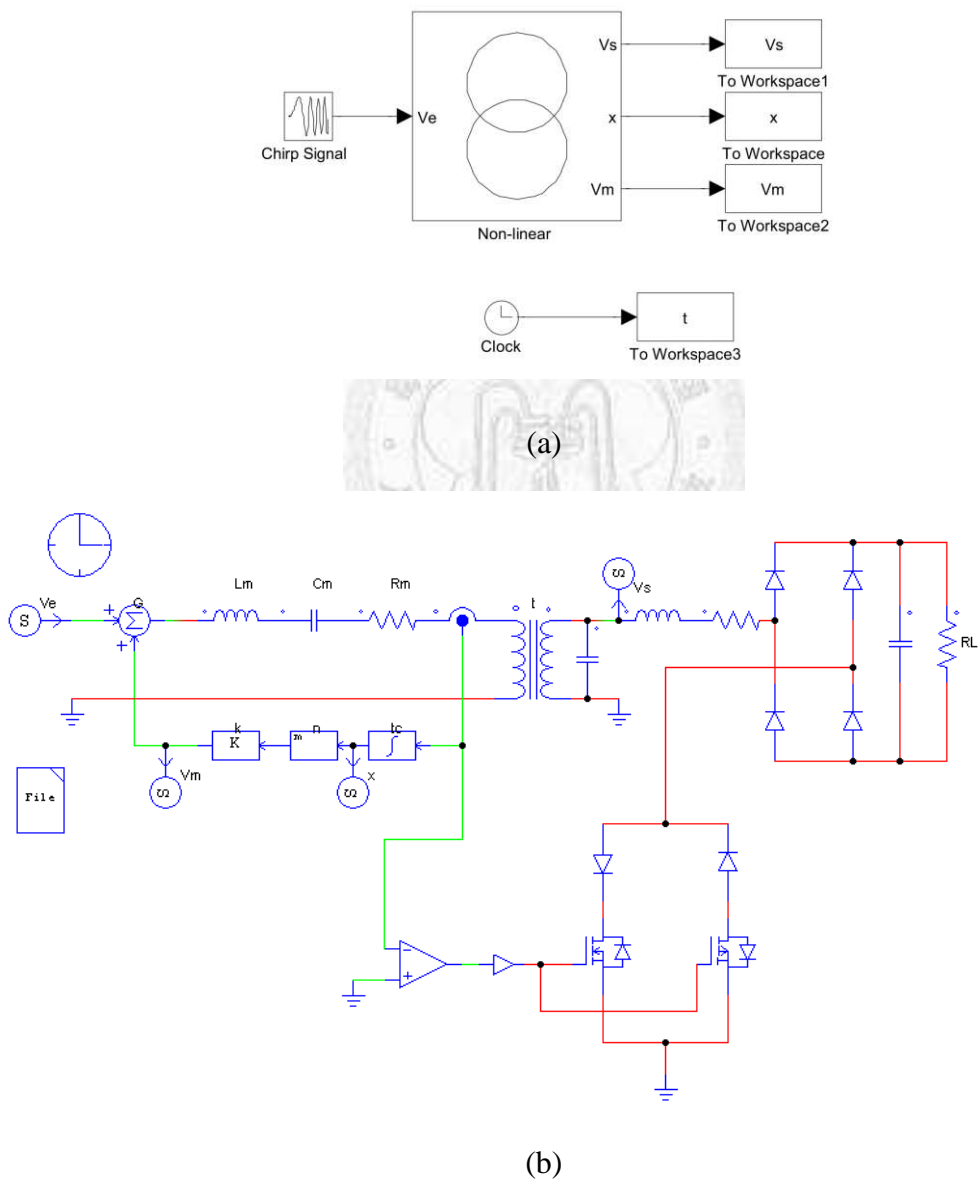 Vs
Vs
To Workspace1
Ve
x
x
Chirp Signal
To Workspace
Vm
Vm
To Workspace2
Non-linear
t
Clock
To Workspace3
(a)
Lm
Cm
Rm
Ve
G
t
Vs
S
Σ
RL
k
n
tc
K
m
Vm
x
File
(b)